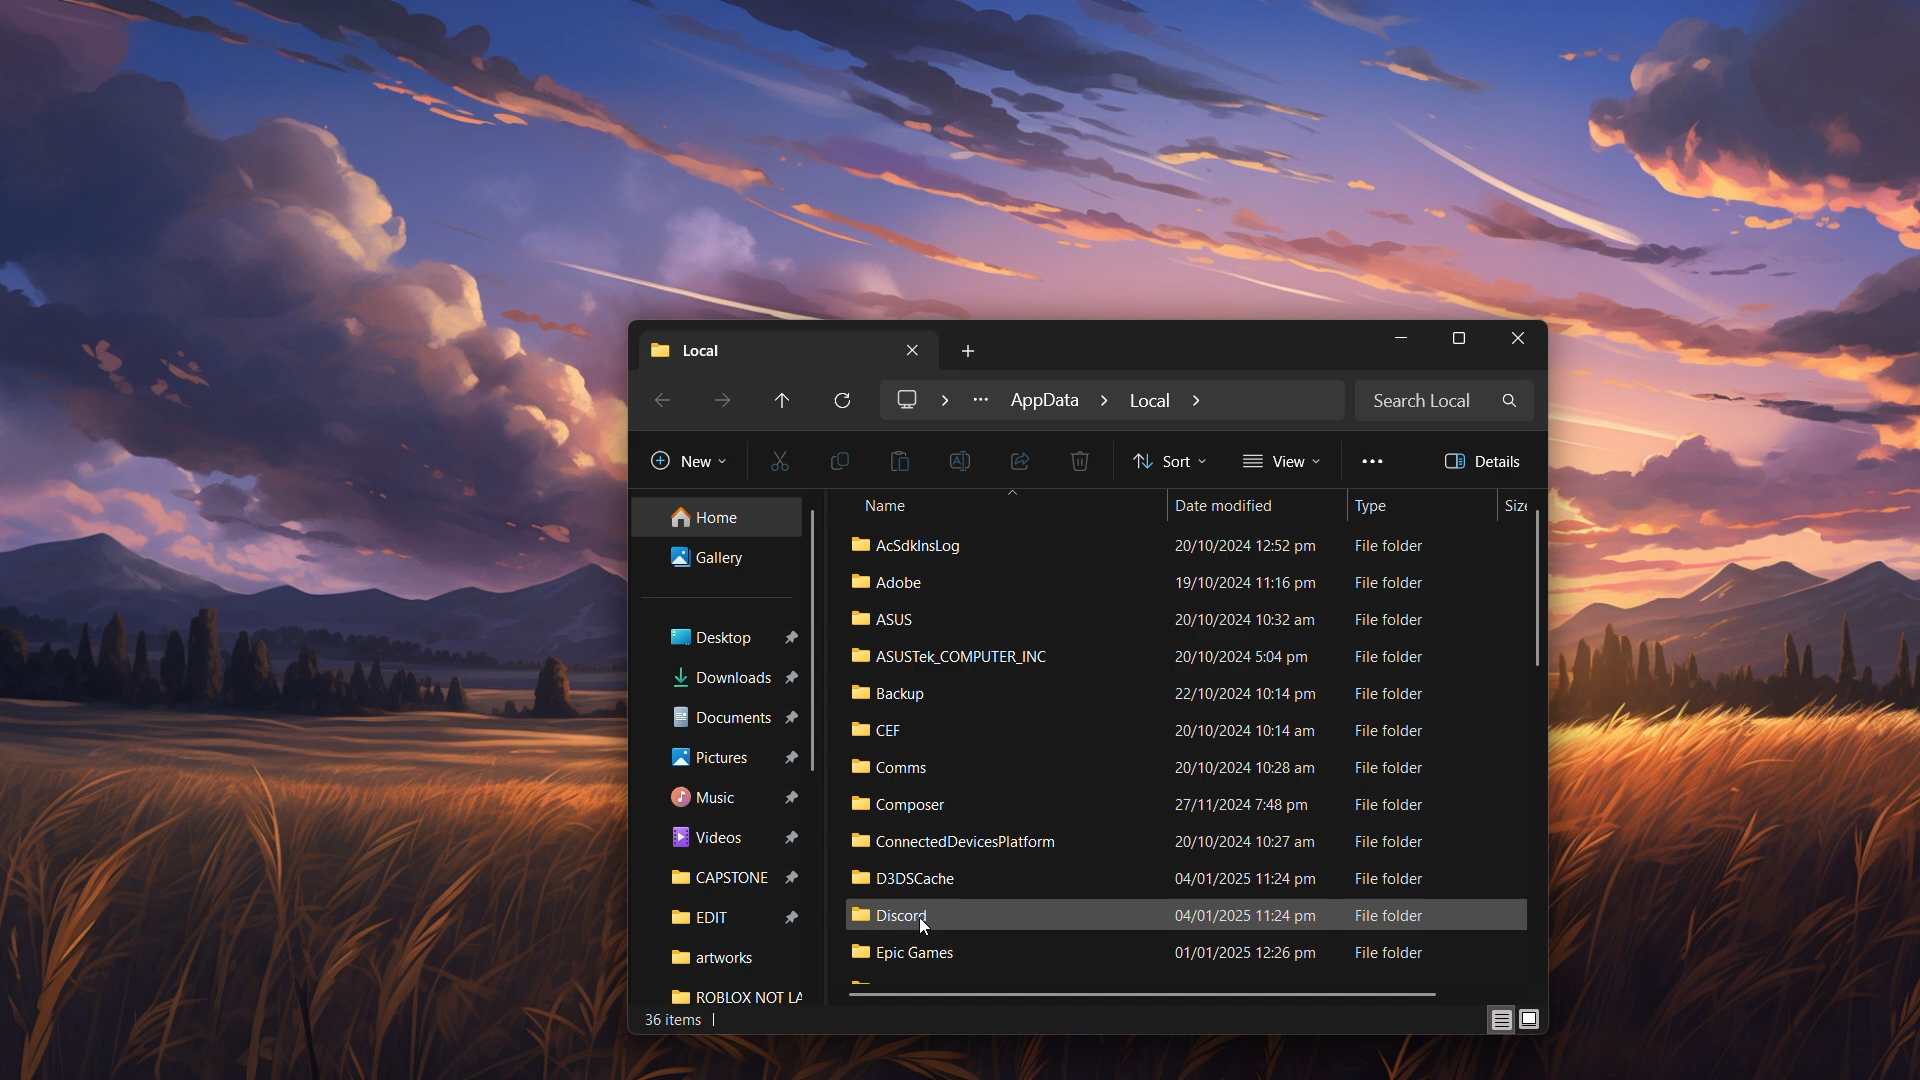 Local
AppData Local
Search Local
New
Sort
View
Details
Home
Gallery
Desktop
Downloads
Documents
Pictures
Music
Videos
CAPSTONE
EDIT
artworks
ROBLOX NOT LA
Name Date modified Type Size
AcSdkInsLog 20/10/2024 12:52 pm File folder
Adobe 19/10/2024 11:16 pm File folder
ASUS 20/10/2024 10:32 am File folder
ASUSTek_COMPUTER_INC 20/10/2024 5:04 pm File folder
Backup 22/10/2024 10:14 pm File folder
CEF 20/10/2024 10:14 am File folder
Comms 20/10/2024 10:28 am File folder
Composer 27/11/2024 7:48 pm File folder
ConnectedDevicesPlatform 20/10/2024 10:27 am File folder
D3DSCache 04/01/2025 11:24 pm File folder
Discord 04/01/2025 11:24 pm File folder
Epic Games 01/01/2025 12:26 pm File folder
36 items